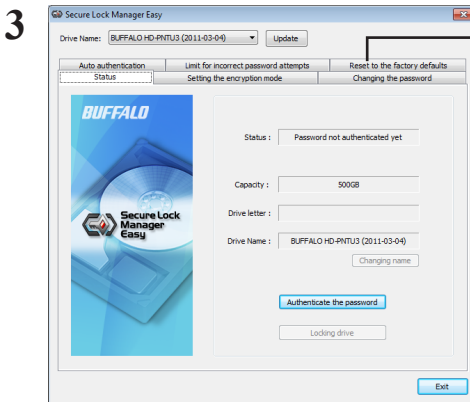 3
Secure Lock Manager Easy
Drive Name: BUFFALO HD-PNTU3 (2011-03-04) Update
Auto authentication Limit for incorrect password attempts Reset to the factory defaults
Status Setting the encryption mode Changing the password
BUFFALO
Status : Password not authenticated yet
Capacity : 500GB
Drive letter :
Secure Lock
Manager
Easy
Drive Name : BUFFALO HD-PNTU3 (2011-03-04)
Changing name
Authenticate the password
Locking drive
Exit